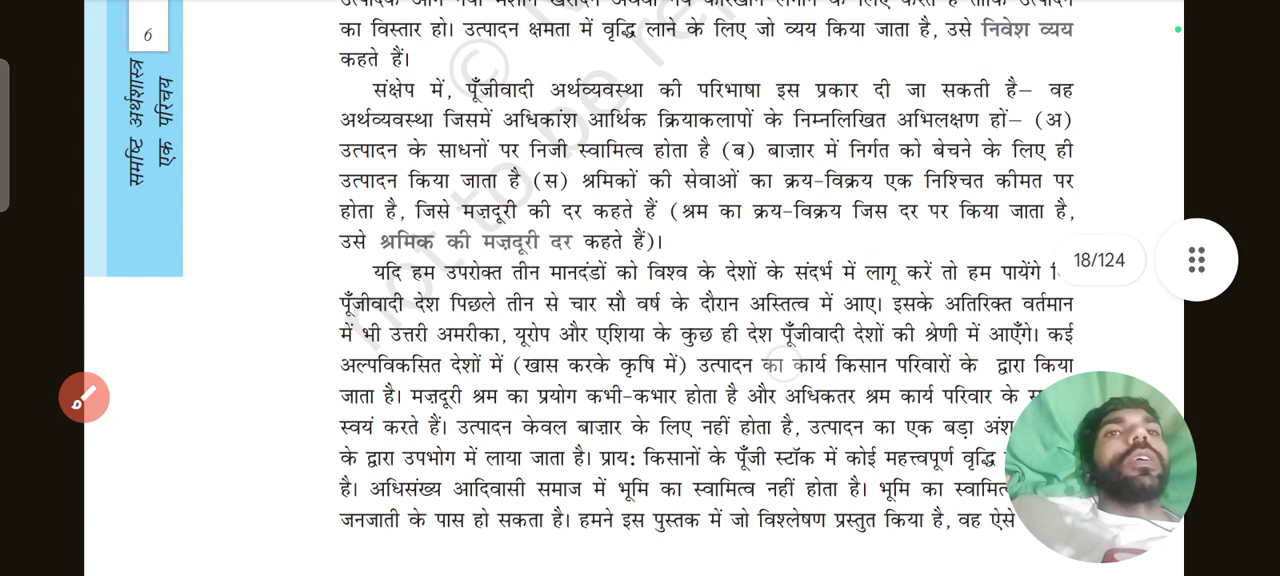 6
समष्टि अर्थशास्त्र
एक परिचय
का विस्तार हो। उत्पादन क्षमता में वृद्धि लाने के लिए जो व्यय किया जाता है, उसे निवेश व्यय
कहते हैं।
संक्षेप में, पूँजीवादी अर्थव्यवस्था की परिभाषा इस प्रकार दी जा सकती है– वह
अर्थव्यवस्था जिसमें अधिकांश आर्थिक क्रियाकलापों के निम्नलिखित अभिलक्षण हों– (अ)
उत्पादन के साधनों पर निजी स्वामित्व होता है (ब) बाज़ार में निर्गत को बेचने के लिए ही
उत्पादन किया जाता है (स) श्रमिकों की सेवाओं का क्रय-विक्रय एक निश्चित कीमत पर
होता है, जिसे मज़दूरी की दर कहते हैं (श्रम का क्रय-विक्रय जिस दर पर किया जाता है,
उसे श्रमिक की मज़दूरी दर कहते हैं)।
यदि हम उपरोक्त तीन मानदंडों को विश्व के देशों के संदर्भ में लागू करें तो हम पायेंगे
पूँजीवादी देश पिछले तीन से चार सौ वर्ष के दौरान अस्तित्व में आए। इसके अतिरिक्त वर्तमान
में भी उत्तरी अमरीका, यूरोप और एशिया के कुछ ही देश पूँजीवादी देशों की श्रेणी में आएँगे। कई
अल्पविकसित देशों में (खास करके कृषि में) उत्पादन का कार्य किसान परिवारों के द्वारा किया
जाता है। मज़दूरी श्रम का प्रयोग कभी-कभार होता है और अधिकतर श्रम कार्य परिवार के
स्वयं करते हैं। उत्पादन केवल बाज़ार के लिए नहीं होता है, उत्पादन का एक बड़ा अंश
के द्वारा उपभोग में लाया जाता है। प्राय: किसानों के पूँजी स्टॉक में कोई महत्त्वपूर्ण वृद्धि
है। अधिसंख्य आदिवासी समाज में भूमि का स्वामित्व नहीं होता है। भूमि का
जनजाती के पास हो सकता है। हमने इस पुस्तक में जो विश्लेषण प्रस्तुत किया है, वह ऐसे
18/124
not to be re